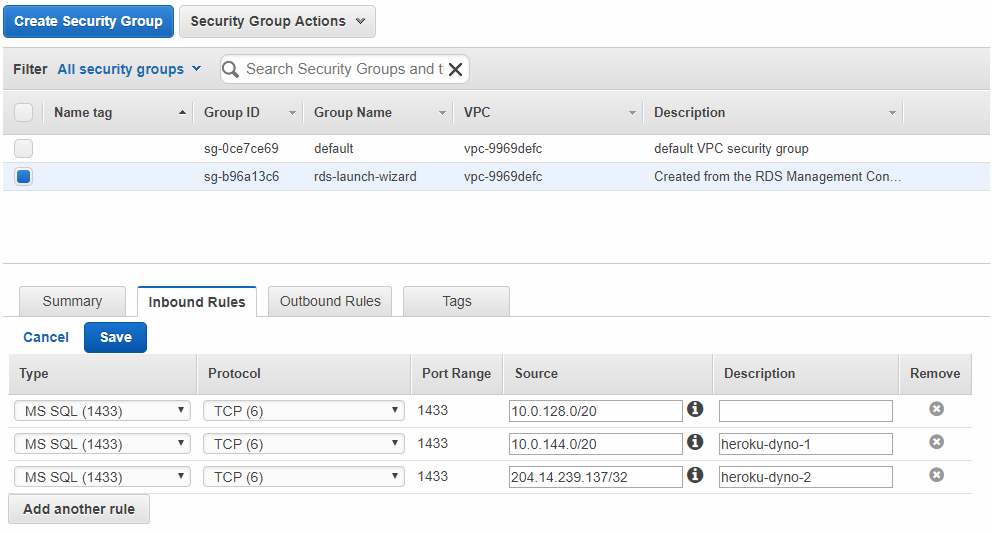 Create Security Group Security Group Actions
Filter All security groups Search Security Groups and t
Name tag Group ID Group Name VPC Description
sg-0ce7ce69 default vpc-9969defc default VPC security group
sg-b96a13c6 rds-launch-wizard vpc-9969defc Created from the RDS Management Con…
Summary Inbound Rules Outbound Rules Tags
Cancel Save
Type Protocol Port Range Source Description Remove
MS SQL (1433) TCP (6) 1433 10.0.128.0/20
MS SQL (1433) TCP (6) 1433 10.0.144.0/20 heroku-dyno-1
MS SQL (1433) TCP (6) 1433 204.14.239.137/32 heroku-dyno-2
Add another rule